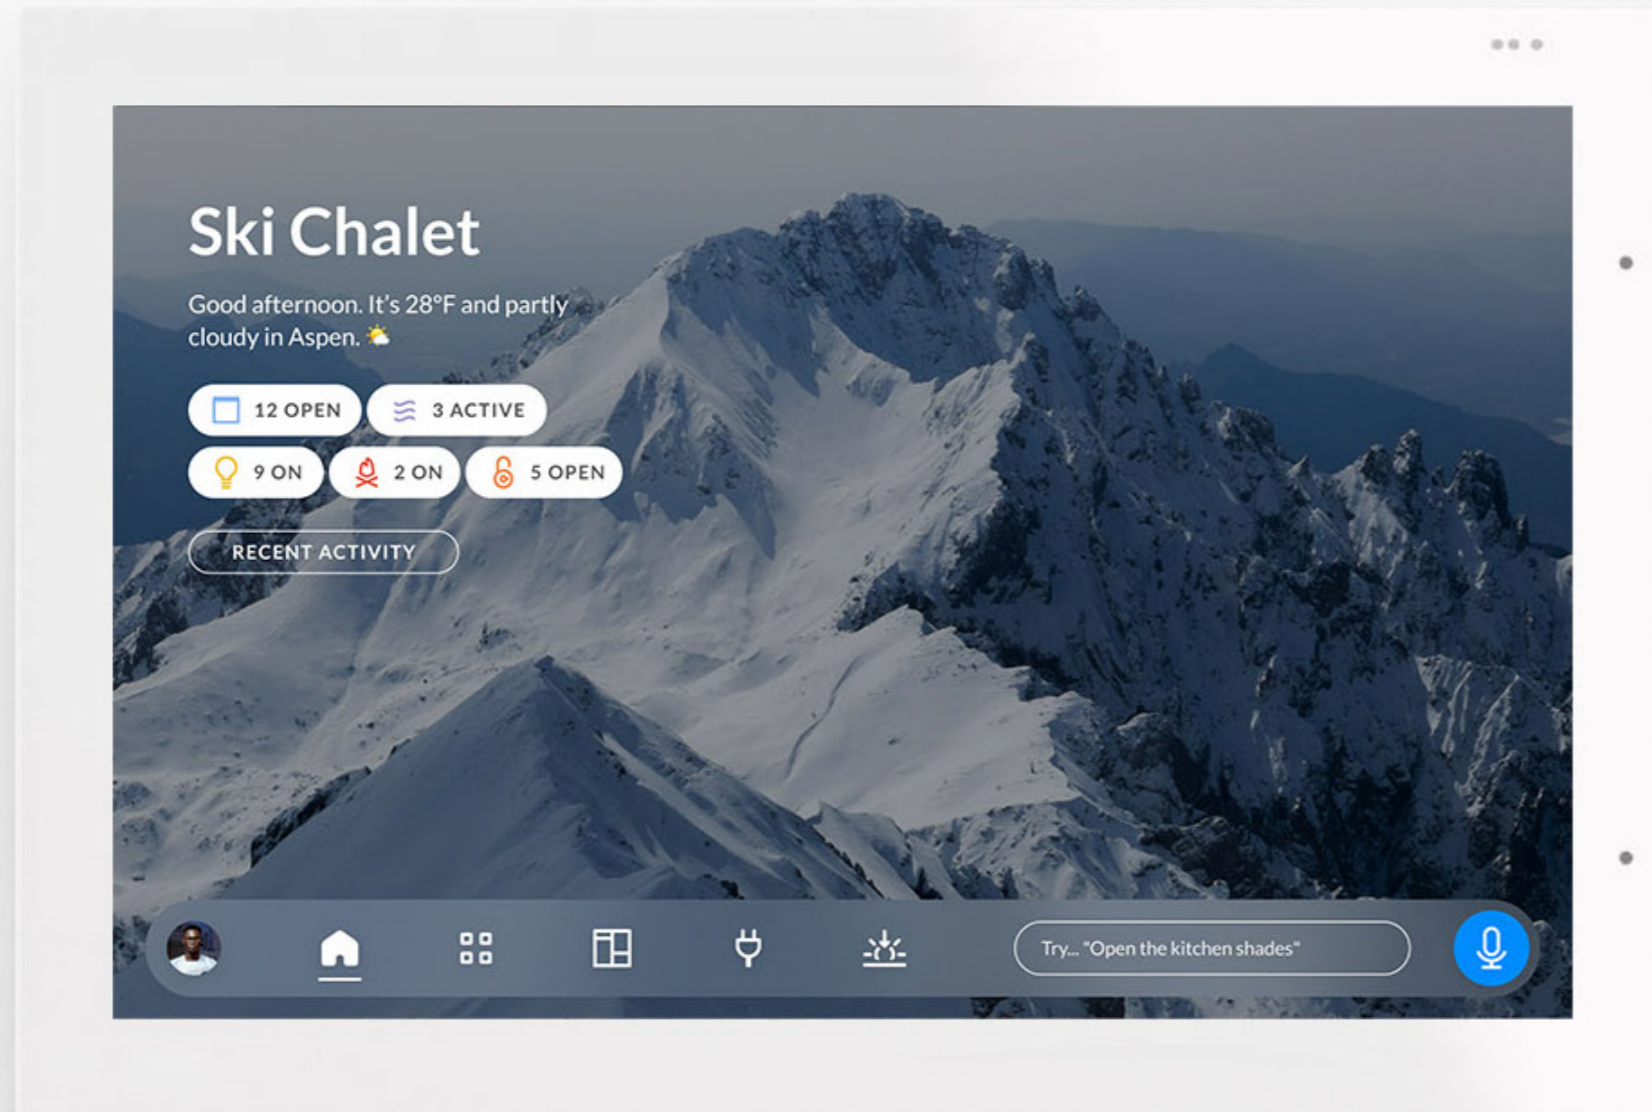 Ski Chalet
Good afternoon. It's 28°F and partly
cloudy in Aspen.
12 OPEN
3 ACTIVE
9 ON
2 ON
5 OPEN
RECENT ACTIVITY
Try... "Open the kitchen shades"